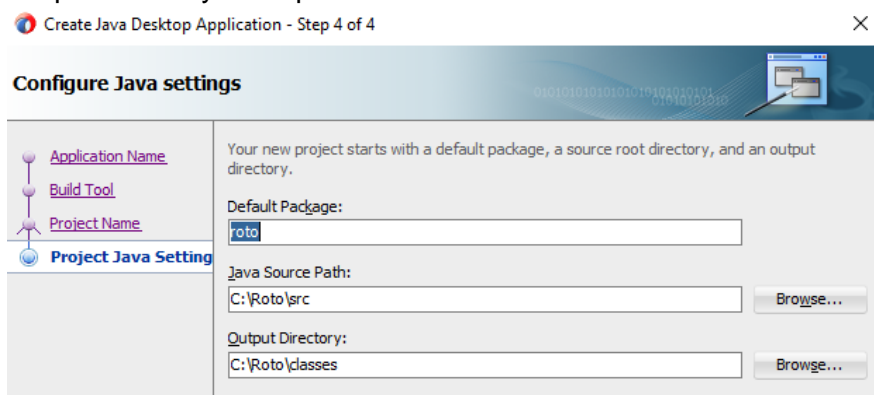 Create Java Desktop Application - Step 4 of 4
Configure Java settings
Application Name
Build Tool
Project Name
Project Java Setting
Your new project starts with a default package, a source root directory, and an output
directory.
Default Package:
roto
Java Source Path:
C:\Roto\src
Browse...
Output Directory:
C:\Roto\classes
Browse...